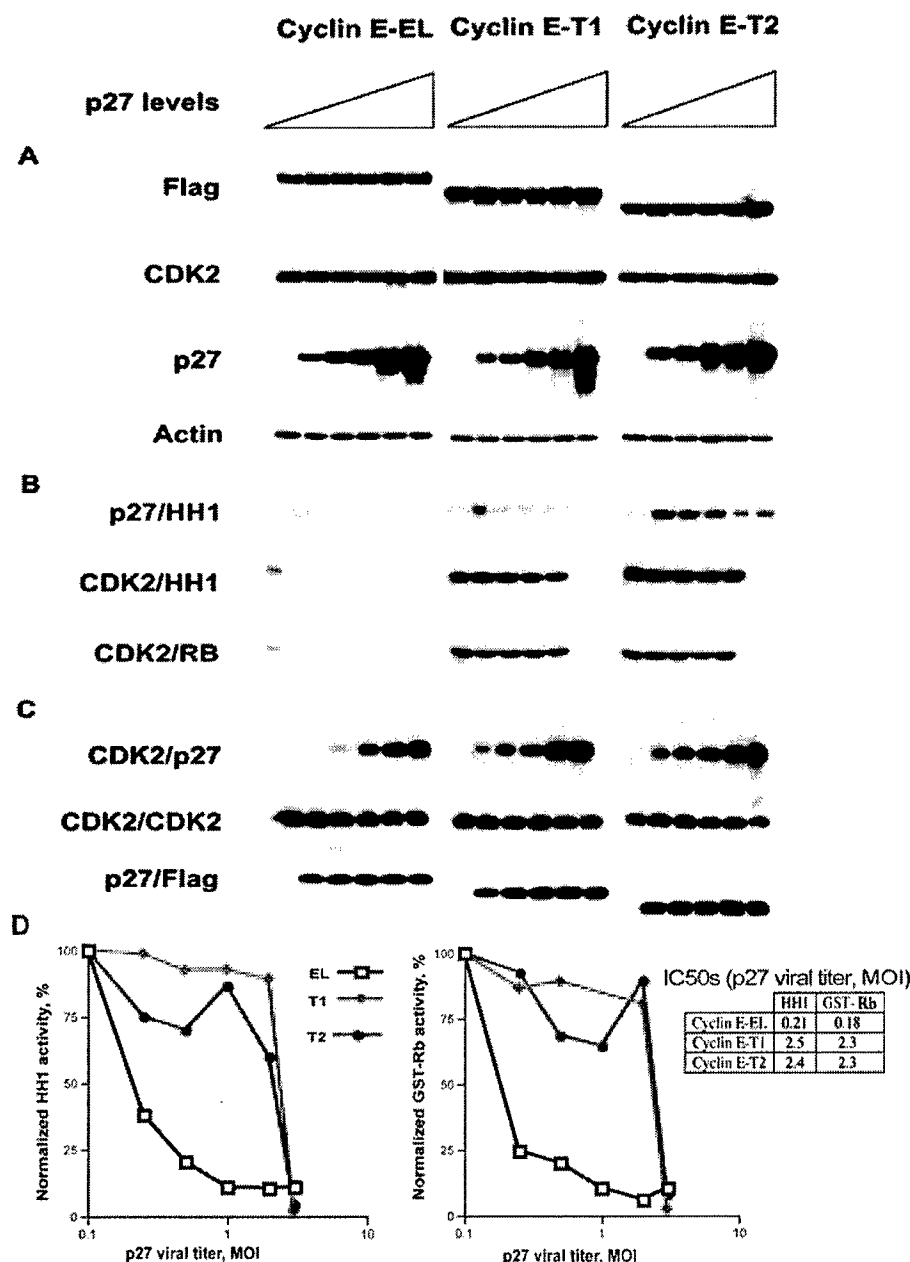 Cyclin E-EL Cyclin E-T1 Cyclin E-T2
p27 levels
A
Flag
CDK2
p27
Actin
B
p27/HH1
CDK2/HH1
CDK2/RB
C
CDK2/p27
CDK2/CDK2
p27/Flag
D
Normalized HH1 activity, %
100
75
50
25
0
0.1 1 10
p27 viral titer, MOI
EL
T1
T2
Normalized GST-Rb activity, %
100
75
50
25
0
0.1 1 10
p27 viral titer, MOI
IC50s (p27 viral titer, MOI)
HH1 GST-Rb
Cyclin E-EL 0.21 0.18
Cyclin E-T1 2.5 2.3
Cyclin E-T2 2.4 2.3